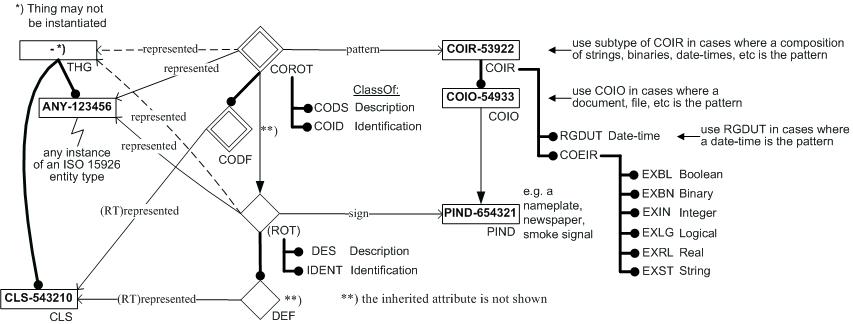 *) Thing may not
be instantiated
- *)
THG
ANY-123456
any instance
of an ISO 15926
entity type
represented
represented
represented
represented
(RT)represented
(RT)represented
CLS-543210
CLS
COROT
CODF
**)
ClassOf:
CODS Description
COID Identification
pattern
COIR-53922
COIR
COIO-54933
COIO
use subtype of COIR in cases where a composition
of strings, binaries, date-times, etc is the pattern
use COIO in cases where a
document, file, etc is the pattern
RGDUT Date-time
use RGDUT in cases where
a date-time is the pattern
COEIR
EXBL Boolean
EXBN Binary
EXIN Integer
EXLG Logical
EXRL Real
EXST String
sign
PIND-654321
PIND
e.g. a
nameplate,
newspaper,
smoke signal
(ROT)
DES Description
IDENT Identification
**)
DEF
**) the inherited attribute is not shown